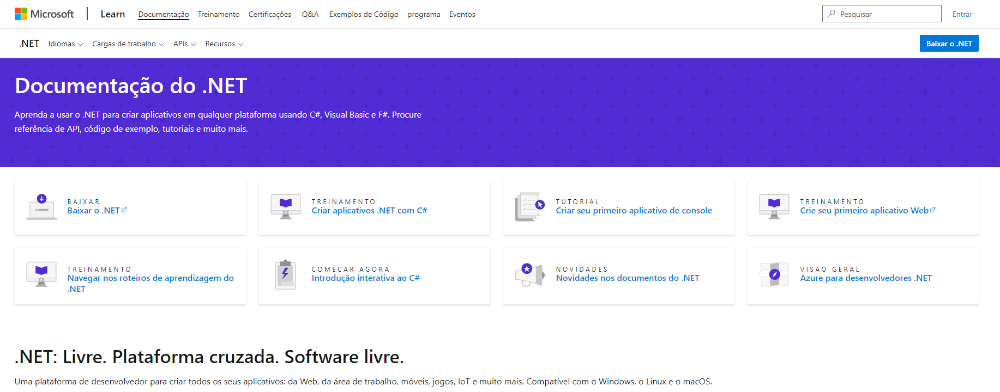 Microsoft Learn Documentação Treinamento Certificações Q&A Exemplos de Código programa Eventos Pesquisar Entrar
.NET Idiomas Cargas de trabalho APIs Recursos Baixar o .NET
Documentação do .NET
Aprenda a usar o .NET para criar aplicativos em qualquer plataforma usando C#, Visual Basic e F#. Procure
referência de API, código de exemplo, tutoriais e muito mais.
BAIXAR
Baixar o .NET
TREINAMENTO
Criar aplicativos .NET com C#
TUTORIAL
Criar seu primeiro aplicativo de console
TREINAMENTO
Crie seu primeiro aplicativo Web
TREINAMENTO
Navegar nos roteiros de aprendizagem do
.NET
COMEÇAR AGORA
Introdução interativa ao C#
NOVIDADES
Novidades nos documentos do .NET
VISÃO GERAL
Azure para desenvolvedores .NET
.NET: Livre. Plataforma cruzada. Software livre.
Uma plataforma de desenvolvedor para criar todos os seus aplicativos: da Web, da área de trabalho, móveis, jogos, IoT e muito mais. Compatível com o Windows, o Linux e o macOS.